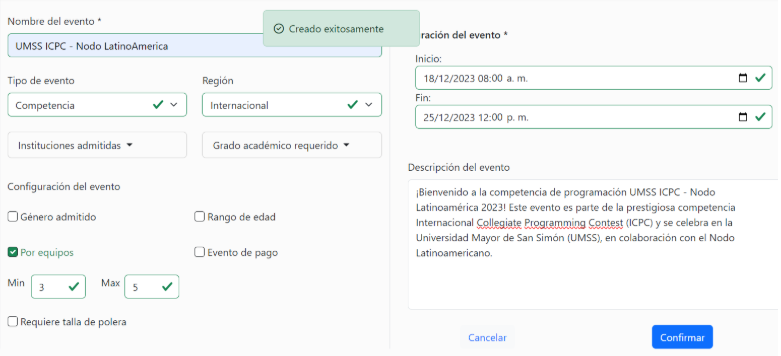 Nombre del evento *
UMSS ICPC - Nodo LatinoAmerica
Creado exitosamente
Tipo de evento
Región
Competencia
Internacional
Instituciones admitidas
Grado académico requerido
Configuración del evento
Género admitido
Rango de edad
Por equipos
Evento de pago
Min
3
Max
5
Requiere talla de polera
ración del evento *
Inicio:
18/12/2023 08:00 a. m.
Fin:
25/12/2023 12:00 p. m.
Descripción del evento
¡Bienvenido a la competencia de programación UMSS ICPC - Nodo
Latinoamérica 2023! Este evento es parte de la prestigiosa competencia
Internacional Collegiate Programming Contest (ICPC) y se celebra en la
Universidad Mayor de San Simón (UMSS), en colaboración con el Nodo
Latinoamericano.
Cancelar
Confirmar